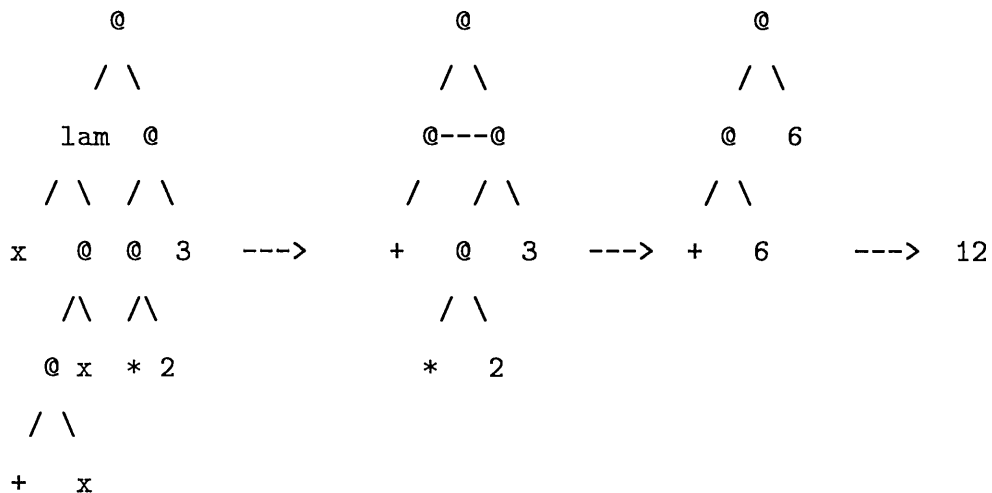 @ @ @
/ \ / \ / \
lam @ @---@ @ 6
/ \ / \ / / \ / \
x @ @ 3 ---> + @ 3 ---> + 6 ---> 12
/\ /\ / \
@ x * 2 * 2
/ \
+ x